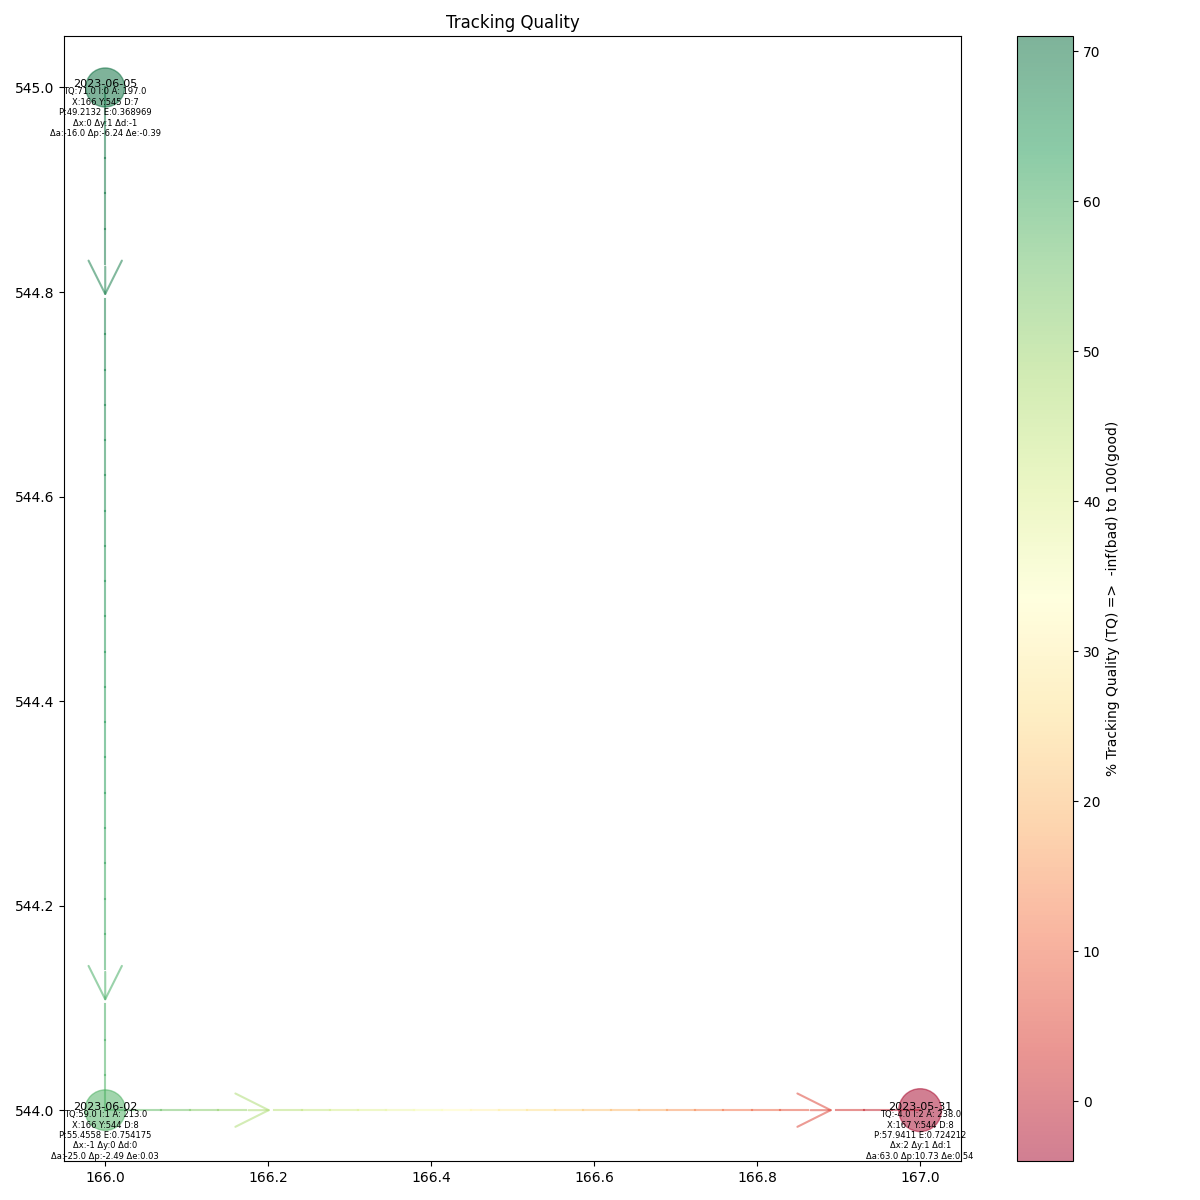 Tracking Quality
545.0
544.8
544.6
544.4
544.2
544.0
2023-06-05
TQ:71.0 I:0 A: 197.0
X:166 Y:545 D:7
P:49.2132 E:0.368969
Δx:0 Δy:1 Δd:-1
Δa:-16.0 Δp:-6.24 Δe:-0.39
2023-06-02
TQ:59.0 I:1 A: 213.0
X:166 Y:544 D:8
P:55.4558 E:0.754175
Δx:-1 Δy:0 Δd:0
Δa:-25.0 Δp:-2.49 Δe:0.03
2023-05-31
TQ:-4.0 I:2 A: 238.0
X:167 Y:544 D:8
P:57.9411 E:0.724212
Δx:2 Δy:1 Δd:1
Δa:63.0 Δp:10.73 Δe:0.54
166.0 166.2 166.4 166.6 166.8 167.0
70
60
50
40
30
20
10
0
% Tracking Quality (TQ) => -inf(bad) to 100(good)